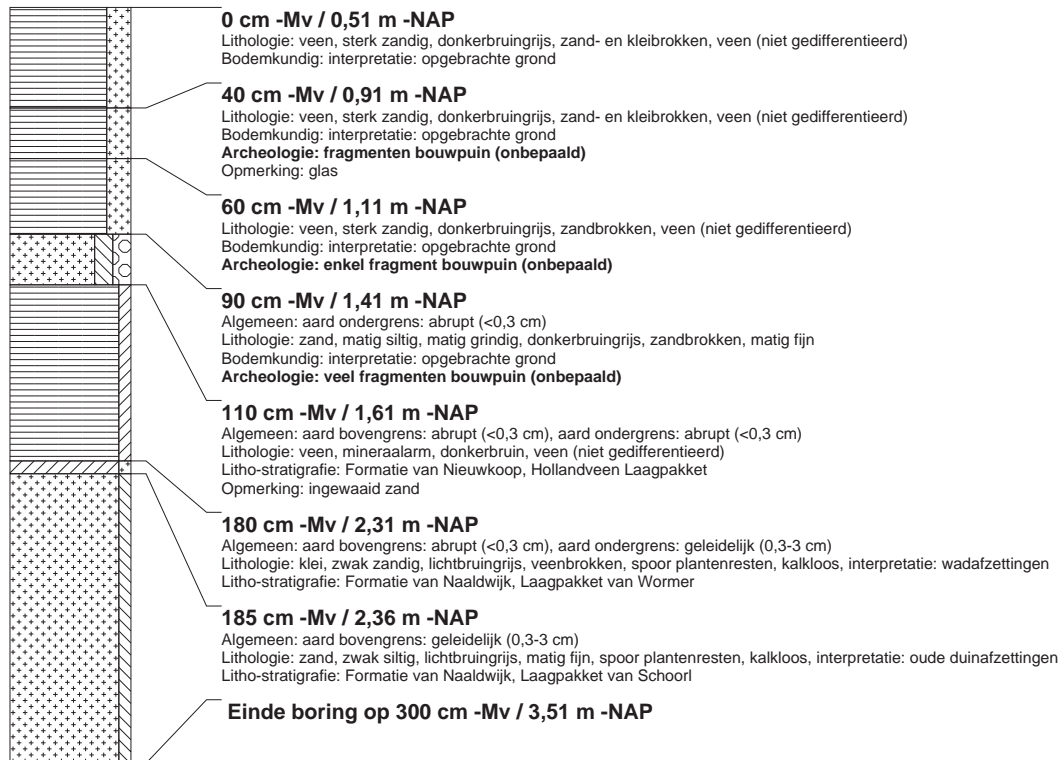 0 cm -Mv / 0,51 m -NAP
Lithologie: veen, sterk zandig, donkerbruingrijs, zand- en kleibrokken, veen (niet gedifferentieerd)
Bodemkundig: interpretatie: opgebrachte grond
40 cm -Mv / 0,91 m -NAP
Lithologie: veen, sterk zandig, donkerbruingrijs, zand- en kleibrokken, veen (niet gedifferentieerd)
Bodemkundig: interpretatie: opgebrachte grond
Archeologie: fragmenten bouwpuin (onbepaald)
Opmerking: glas
60 cm -Mv / 1,11 m -NAP
Lithologie: veen, sterk zandig, donkerbruingrijs, zandbrokken, veen (niet gedifferentieerd)
Bodemkundig: interpretatie: opgebrachte grond
Archeologie: enkel fragment bouwpuin (onbepaald)
90 cm -Mv / 1,41 m -NAP
Algemeen: aard ondergrens: abrupt (<0,3 cm)
Lithologie: zand, matig siltig, matig grindig, donkerbruingrijs, zandbrokken, matig fijn
Bodemkundig: interpretatie: opgebrachte grond
Archeologie: veel fragmenten bouwpuin (onbepaald)
110 cm -Mv / 1,61 m -NAP
Algemeen: aard bovengrens: abrupt (<0,3 cm), aard ondergrens: abrupt (<0,3 cm)
Lithologie: veen, mineraalarm, donkerbruin, veen (niet gedifferentieerd)
Litho-stratigrafie: Formatie van Nieuwkoop, Hollandveen Laagpakket
Opmerking: ingewaaid zand
180 cm -Mv / 2,31 m -NAP
Algemeen: aard bovengrens: abrupt (<0,3 cm), aard ondergrens: geleidelijk (0,3-3 cm)
Lithologie: klei, zwak zandig, lichtbruingrijs, veenbrokken, spoor plantenresten, kalkloos, interpretatie: wadafzettingen
Litho-stratigrafie: Formatie van Naaldwijk, Laagpakket van Wormer
185 cm -Mv / 2,36 m -NAP
Algemeen: aard bovengrens: geleidelijk (0,3-3 cm)
Lithologie: zand, zwak siltig, lichtbruingrijs, matig fijn, spoor plantenresten, kalkloos, interpretatie: oude duinafzettingen
Litho-stratigrafie: Formatie van Naaldwijk, Laagpakket van Schoorl
Einde boring op 300 cm -Mv / 3,51 m -NAP